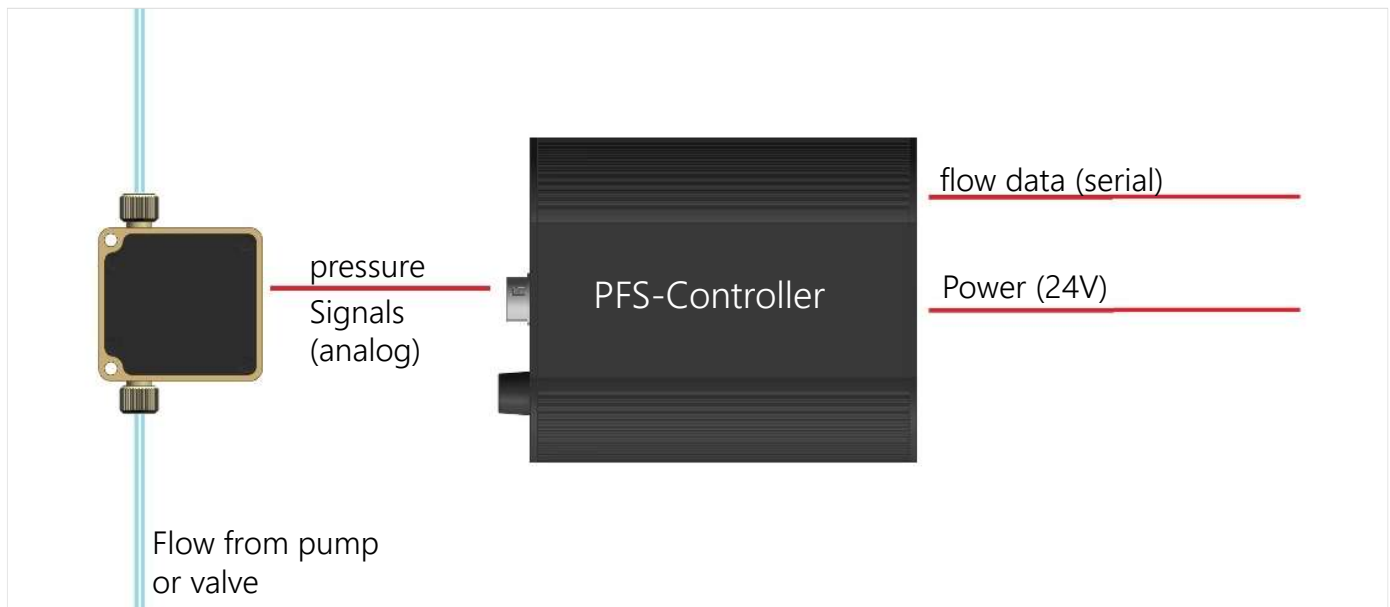 flow data (serial)
pressure
PFS-Controller
Power (24V)
Signals
(analog)
Flow from pump
or valve